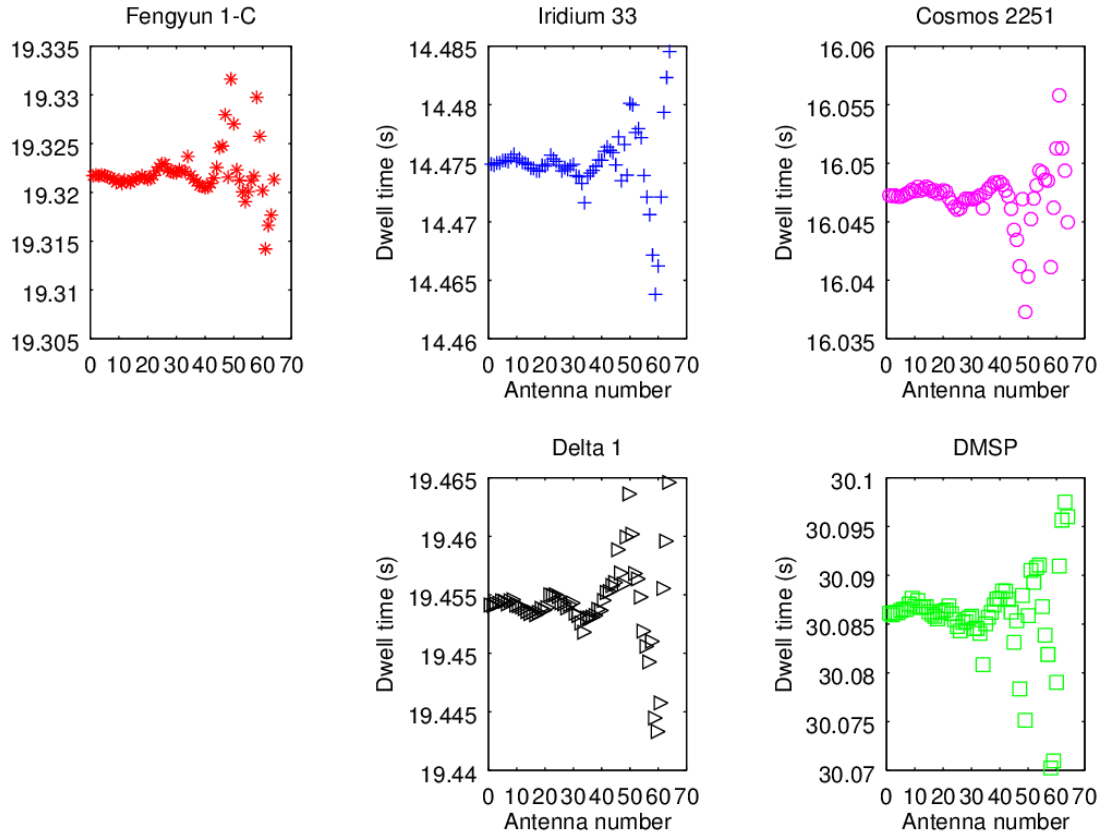 Fengyun 1-C
19.335
19.33
19.325
19.32
19.315
19.31
19.305
0 10 20 30 40 50 60 70
Iridium 33
Dwell time (s)
14.485
14.48
14.475
14.47
14.465
14.46
0 10 20 30 40 50 60 70
Antenna number
Cosmos 2251
Dwell time (s)
16.06
16.055
16.05
16.045
16.04
16.035
0 10 20 30 40 50 60 70
Antenna number
Delta 1
Dwell time (s)
19.465
19.46
19.455
19.45
19.445
19.44
0 10 20 30 40 50 60 70
Antenna number
DMSP
Dwell time (s)
30.1
30.095
30.09
30.085
30.08
30.075
30.07
0 10 20 30 40 50 60 70
Antenna number